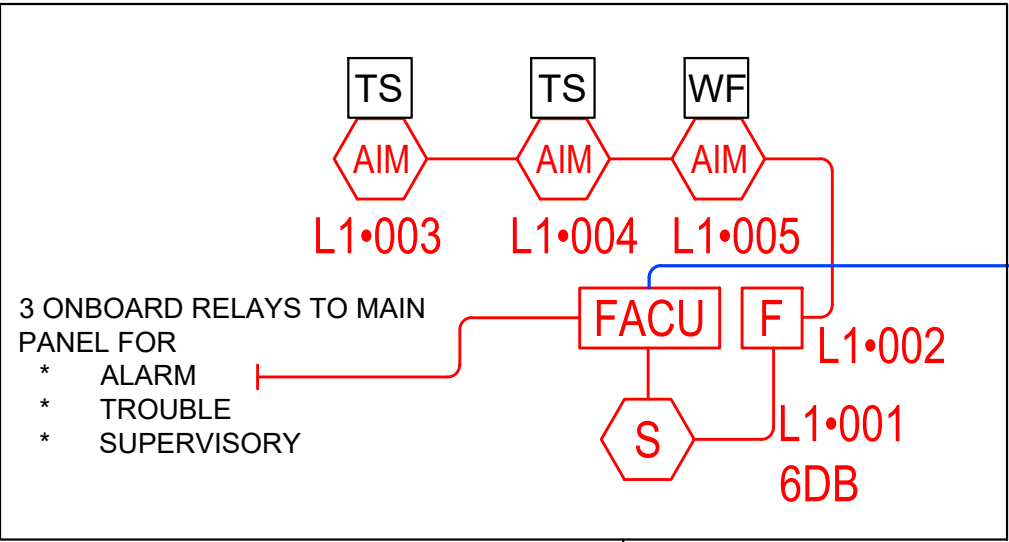 TS TS WF
AIM AIM AIM
L1•003 L1•004 L1•005
3 ONBOARD RELAYS TO MAIN
PANEL FOR
* ALARM
* TROUBLE
* SUPERVISORY
FACU F
L1•002
S
L1•001
6DB